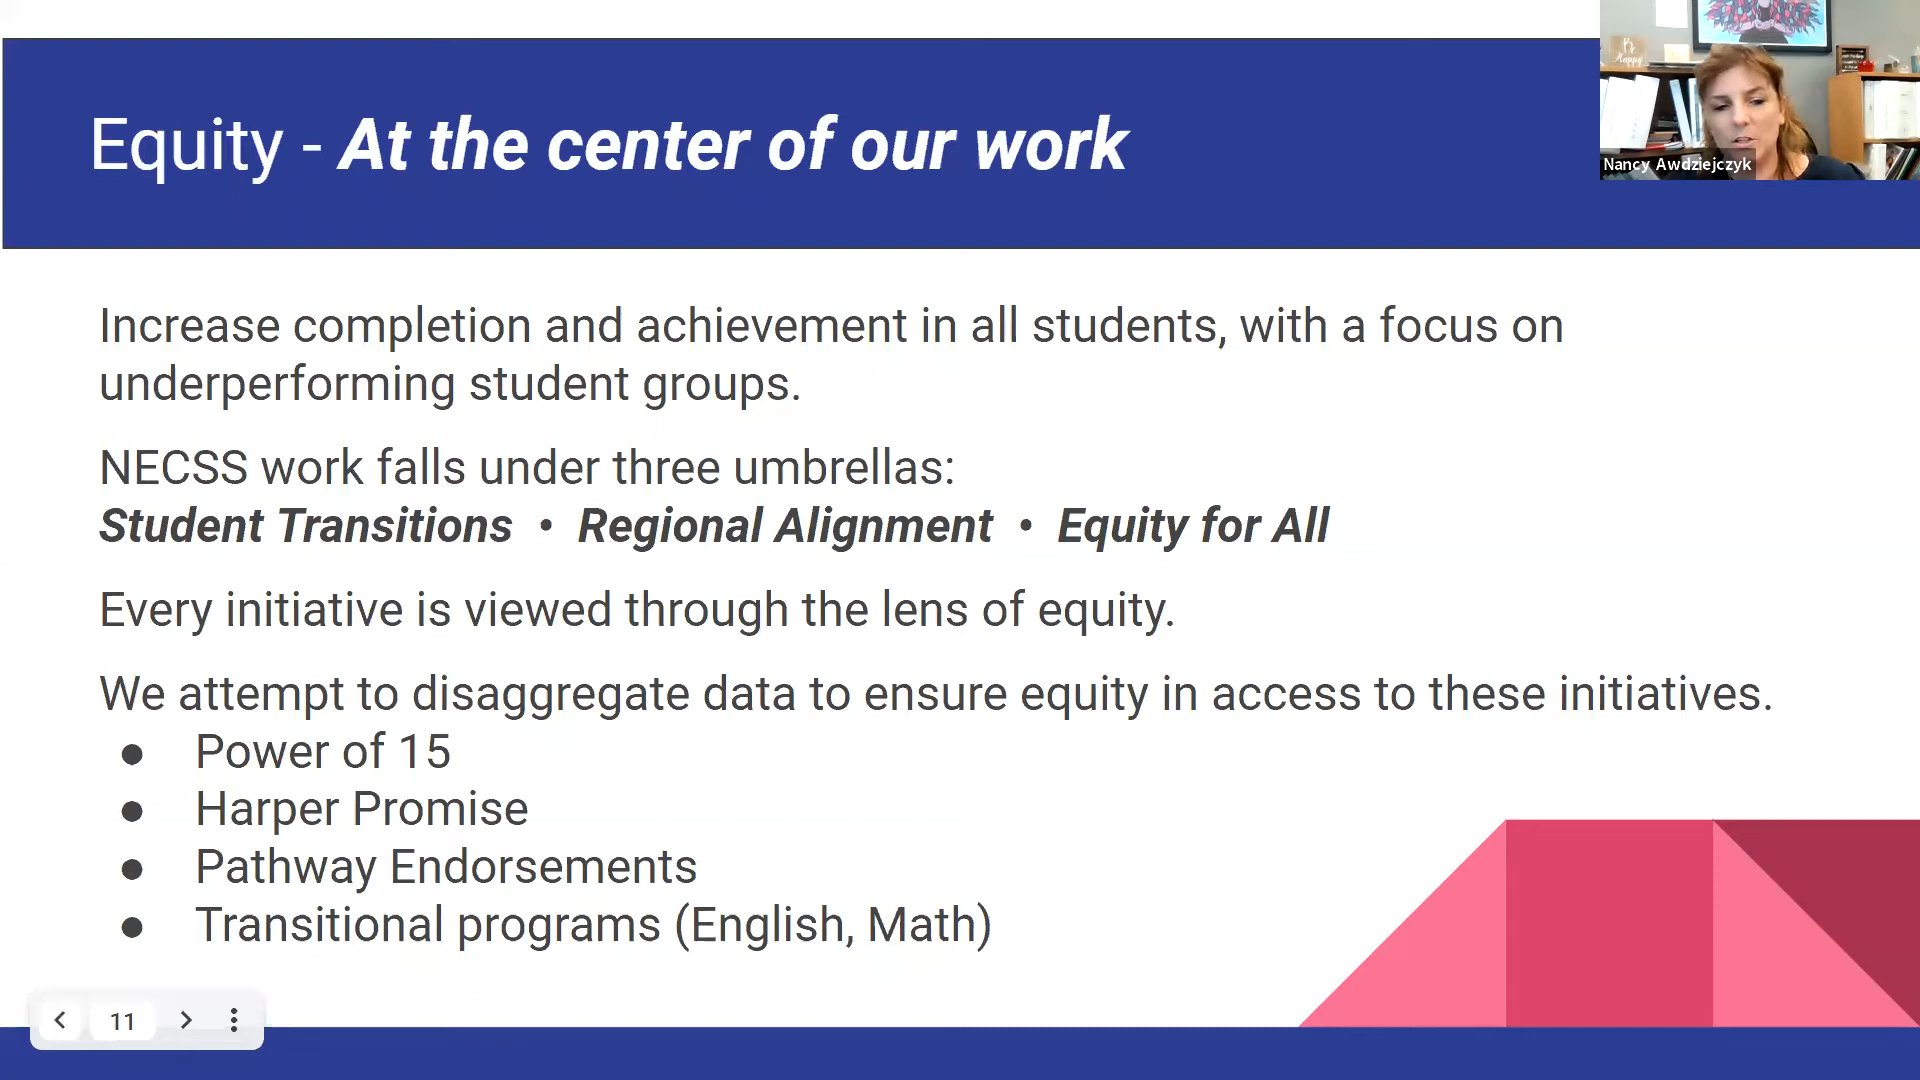 Equity - At the center of our work
Be
Happy
Nancy Awdziejczyk
Increase completion and achievement in all students, with a focus on
underperforming student groups.
NECSS work falls under three umbrellas:
Student Transitions • Regional Alignment • Equity for All
Every initiative is viewed through the lens of equity.
We attempt to disaggregate data to ensure equity in access to these initiatives.
● Power of 15
● Harper Promise
● Pathway Endorsements
● Transitional programs (English, Math)
11